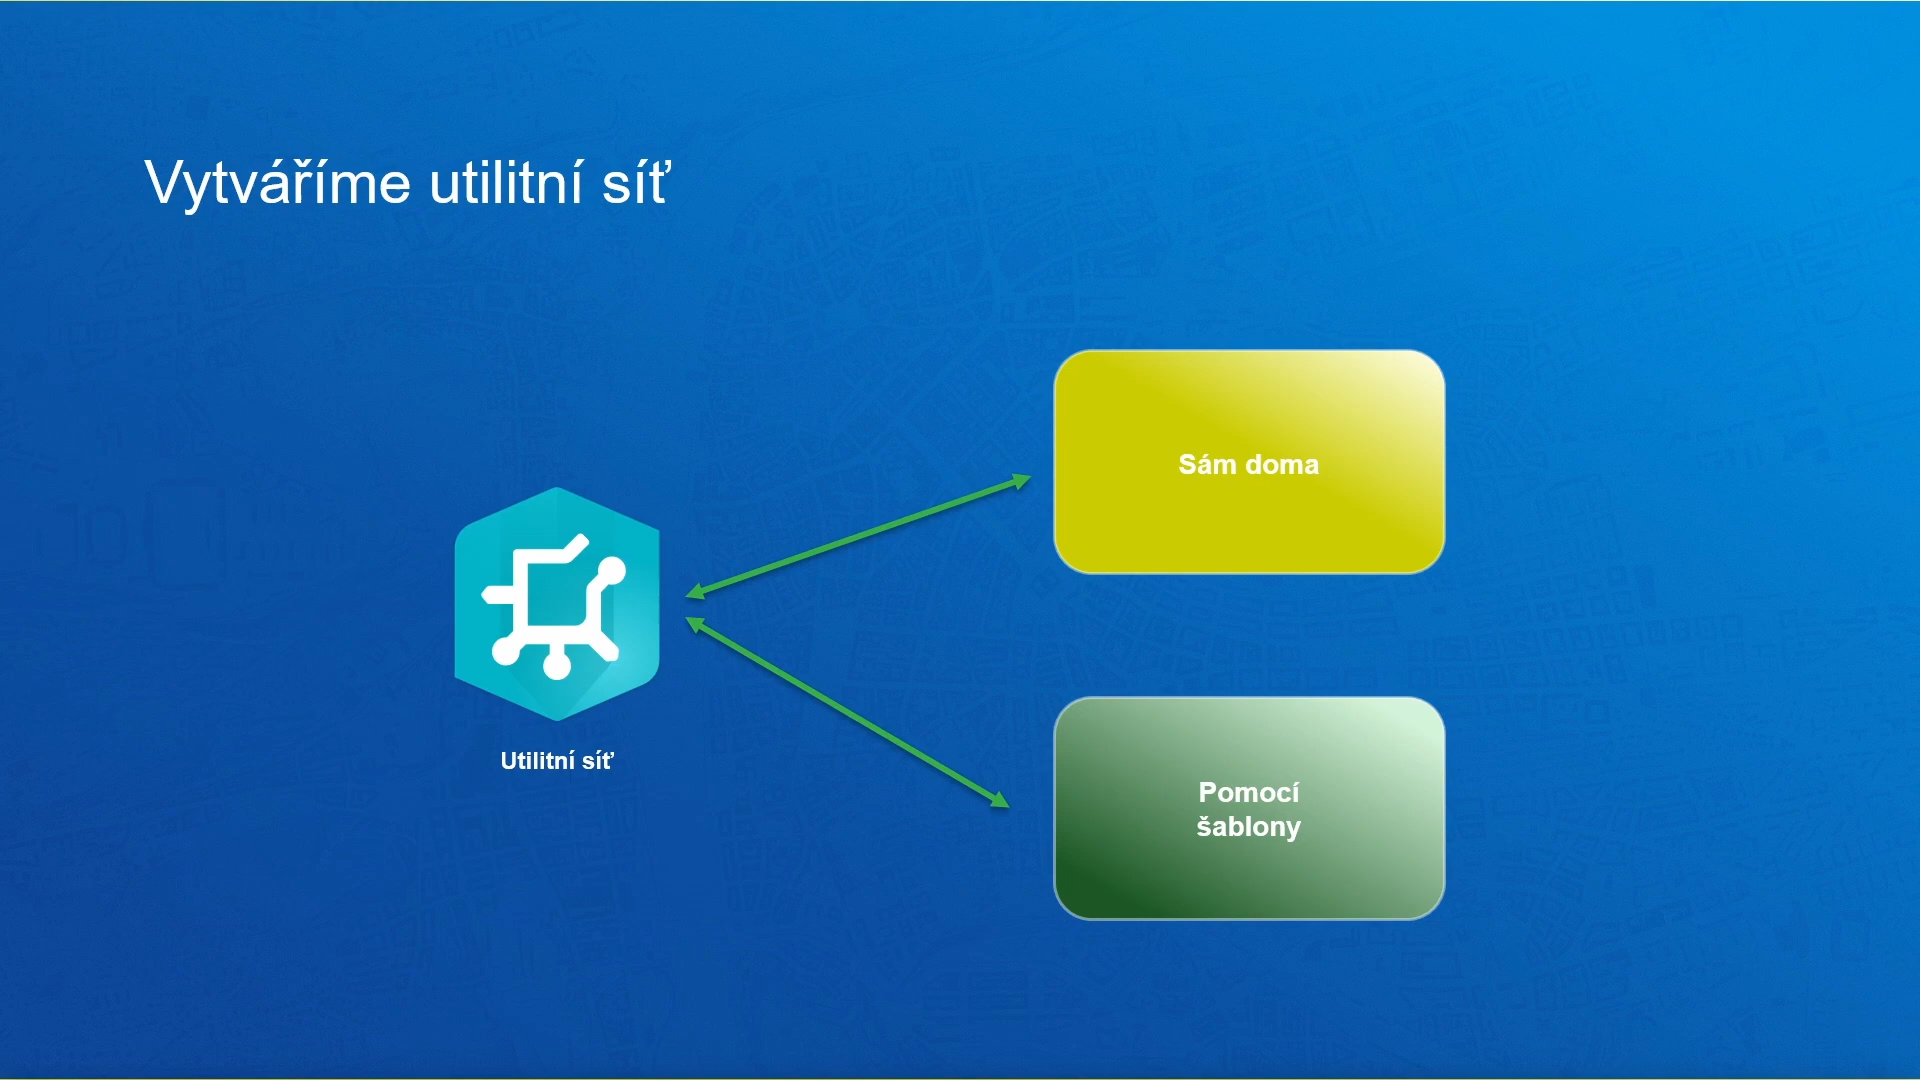 Vytváříme utilitní síť
Sám doma
Utilitní síť
Pomocí
šablony